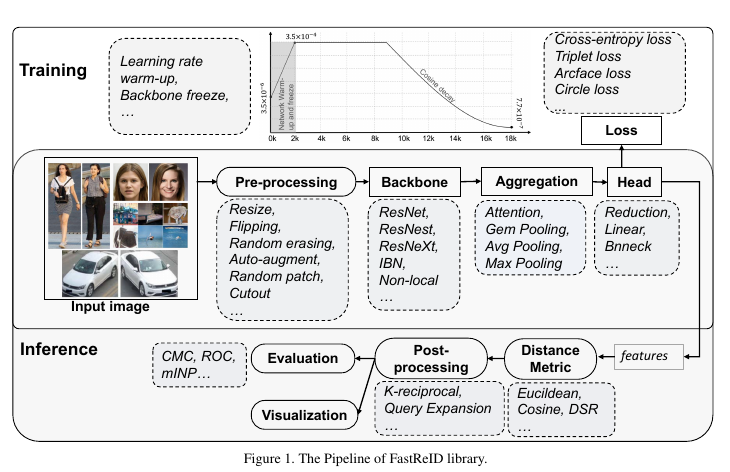 Training
Learning rate
warm-up,
Backbone freeze,
…
3.5×10⁻⁴
3.5×10⁻⁶
Network Warm-
up and freeze
Cosine decay
7.7×10⁻⁷
0k 2k 4k 6k 8k 10k 12k 14k 16k 18k
Cross-entropy loss
Triplet loss
Arcface loss
Circle loss
...
Loss
Input image
Pre-processing
Resize,
Flipping,
Random erasing,
Auto-augment,
Random patch,
Cutout
…
Backbone
ResNet,
ResNest,
ResNeXt,
IBN,
Non-local
…
Aggregation
Attention,
Gem Pooling,
Avg Pooling,
Max Pooling
Head
Reduction,
Linear,
Bnneck
…
Inference
CMC, ROC,
mINP…
Evaluation
Visualization
Post-
processing
K-reciprocal,
Query Expansion
…
Distance
Metric
Eucildean,
Cosine, DSR
…
features
Figure 1. The Pipeline of FastReID library.